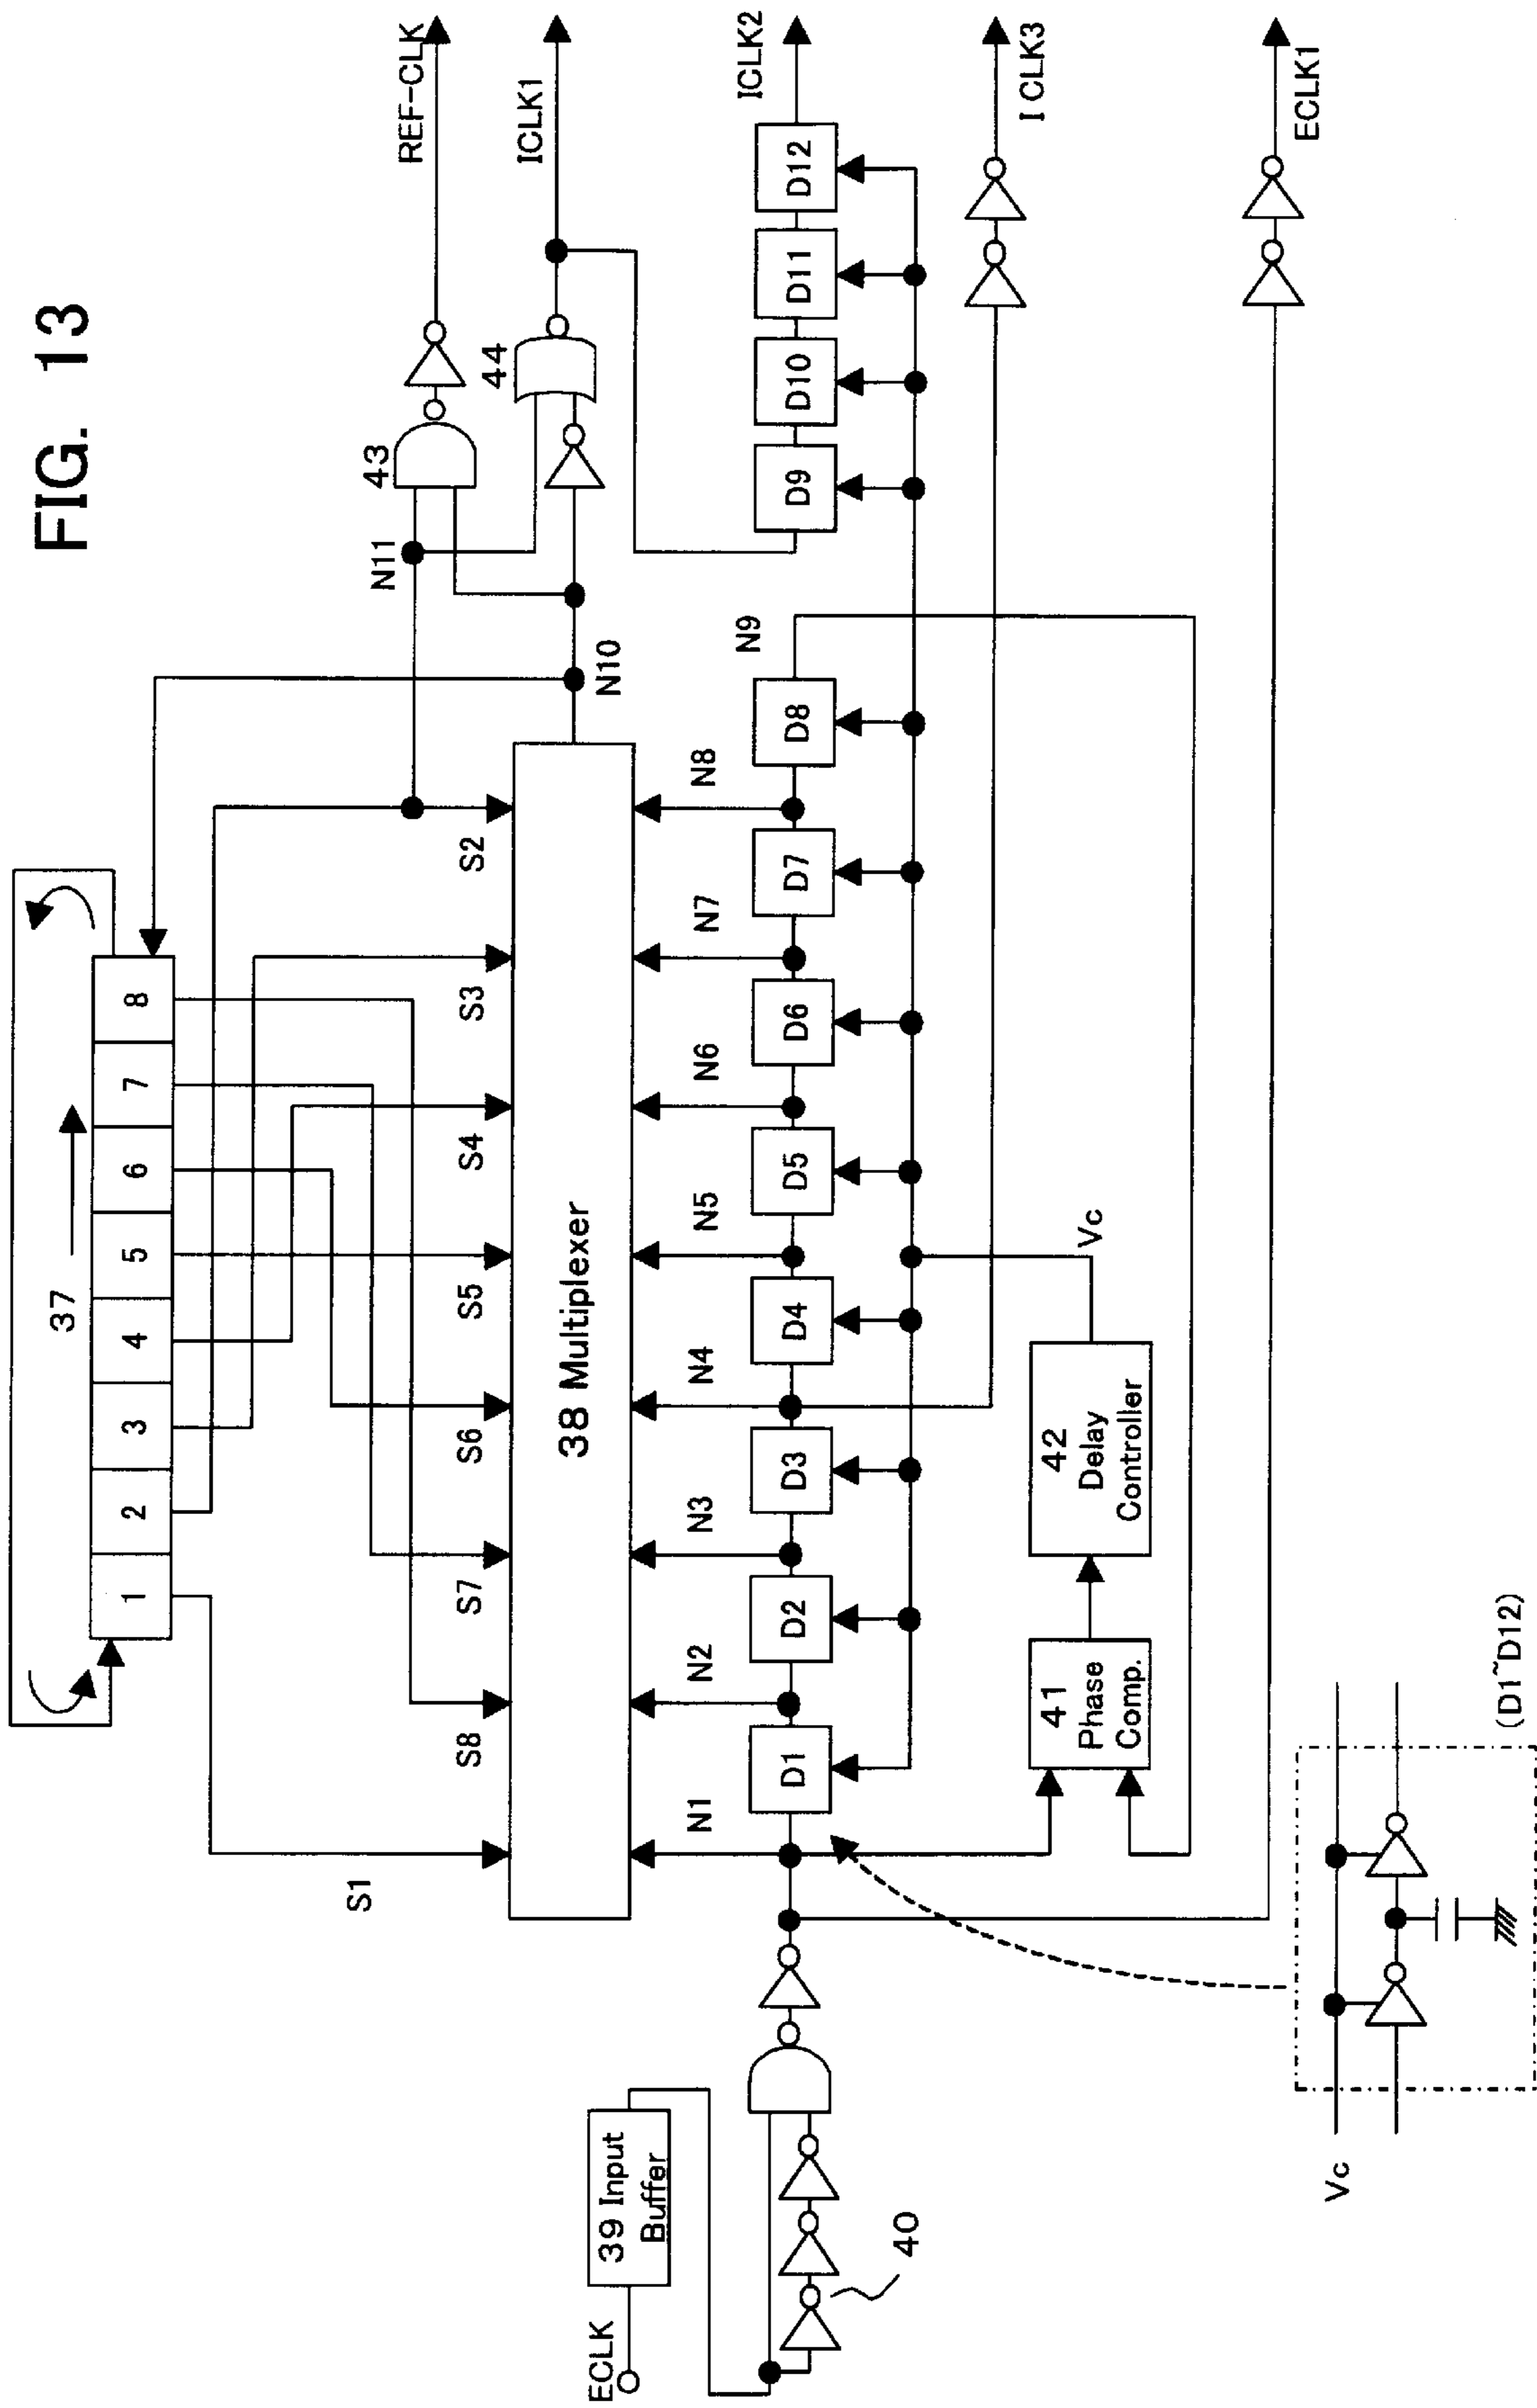 FIG. 13
37
1 2 3 4 5 6 7 8
REF-CLK
N11
43
ICLK1
44
S1
S8 S7 S6 S5 S4 S3 S2
38 Multiplexer
N10
N1 N2 N3 N4 N5 N6 N7 N8
N9
ICLK2
39 Input
Buffer
ECLK
40
D1 D2 D3 D4 D5 D6 D7 D8 D9 D10 D11 D12
I CLK3
Vc
41
Phase
Comp.
42
Delay
Controller
ECLK1
Vc
(D1~D12)